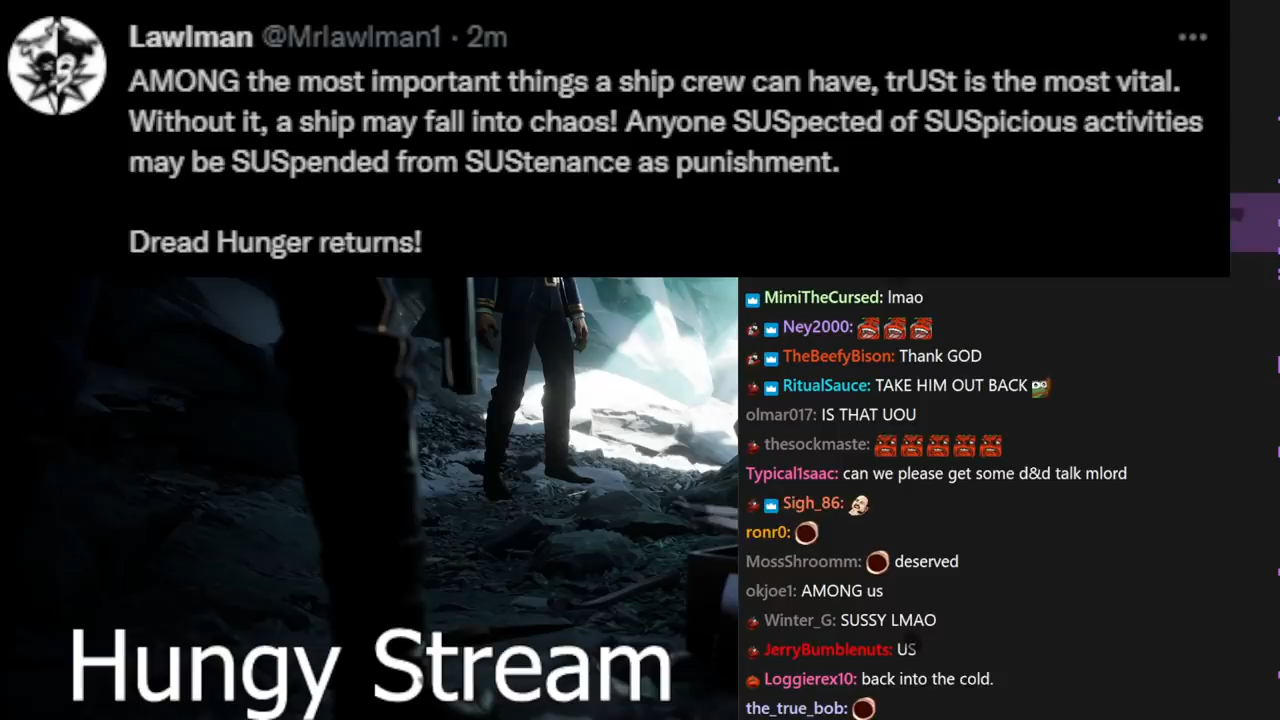 Lawlman @Mrlawlman1 · 2m
AMONG the most important things a ship crew can have, trUSt is the most vital.
Without it, a ship may fall into chaos! Anyone SUSpected of SUSpicious activities
may be SUSpended from SUStenance as punishment.
Dread Hunger returns!
MimiTheCursed: lmao
Ney2000:
TheBeefyBison: Thank GOD
RitualSauce: TAKE HIM OUT BACK
olmar017: IS THAT UOU
thesockmaste:
Typical1saac: can we please get some d&d talk mlord
Sigh_86:
ronr0:
MossShroomm: deserved
okjoe1: AMONG us
Winter_G: SUSSY LMAO
JerryBumblenuts: US
Loggierex10: back into the cold.
the_true_bob:
Hungy Stream